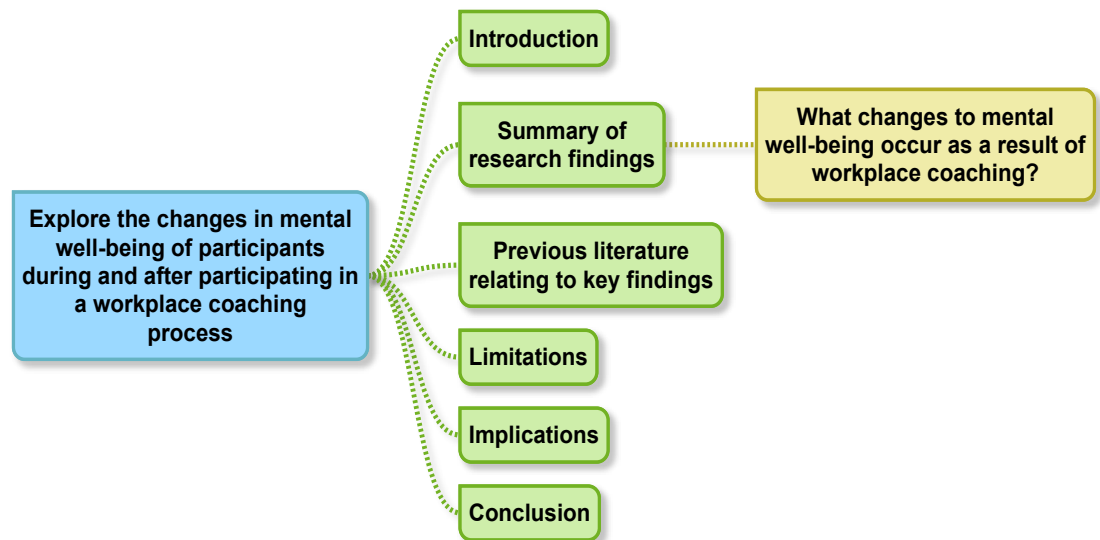 Explore the changes in mental
well-being of participants
during and after participating in
a workplace coaching
process
Introduction
Summary of
research findings
What changes to mental
well-being occur as a result of
workplace coaching?
Previous literature
relating to key findings
Limitations
Implications
Conclusion